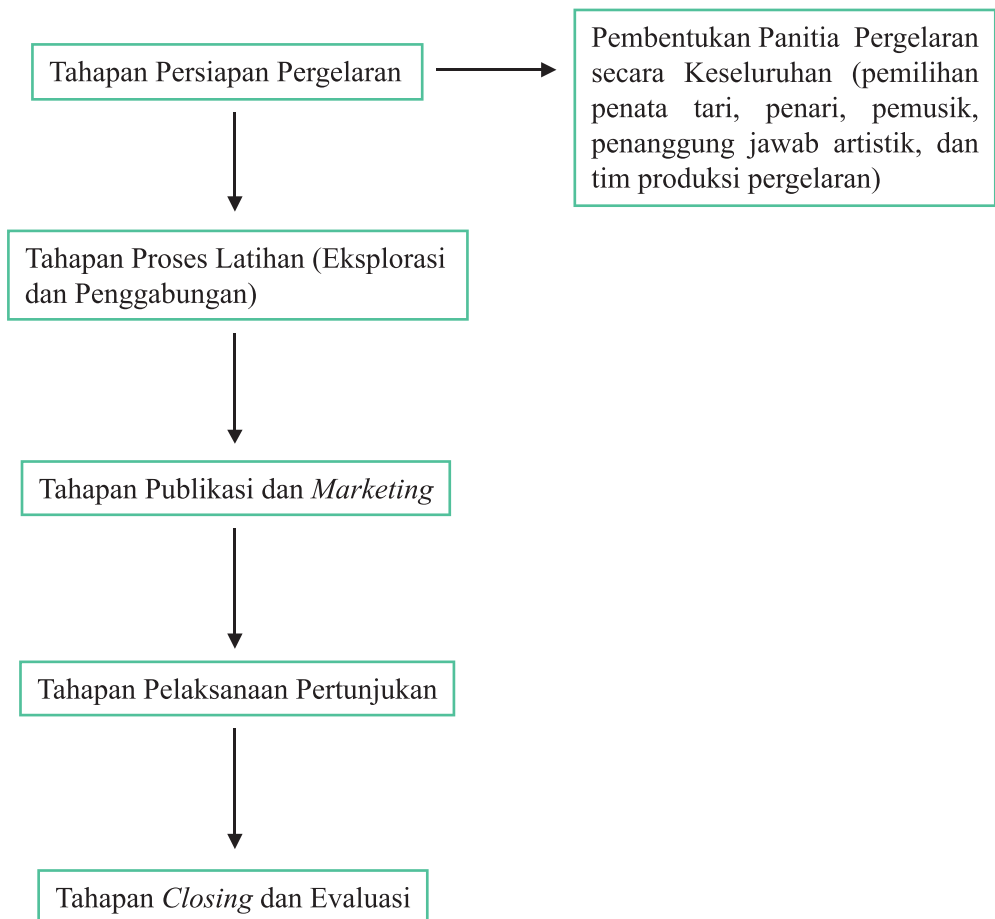 Tahapan Persiapan Pergelaran
Pembentukan Panitia Pergelaran
secara Keseluruhan (pemilihan
penata tari, penari, pemusik,
penanggung jawab artistik, dan
tim produksi pergelaran)
Tahapan Proses Latihan (Eksplorasi
dan Penggabungan)
Tahapan Publikasi dan Marketing
Tahapan Pelaksanaan Pertunjukan
Tahapan Closing dan Evaluasi